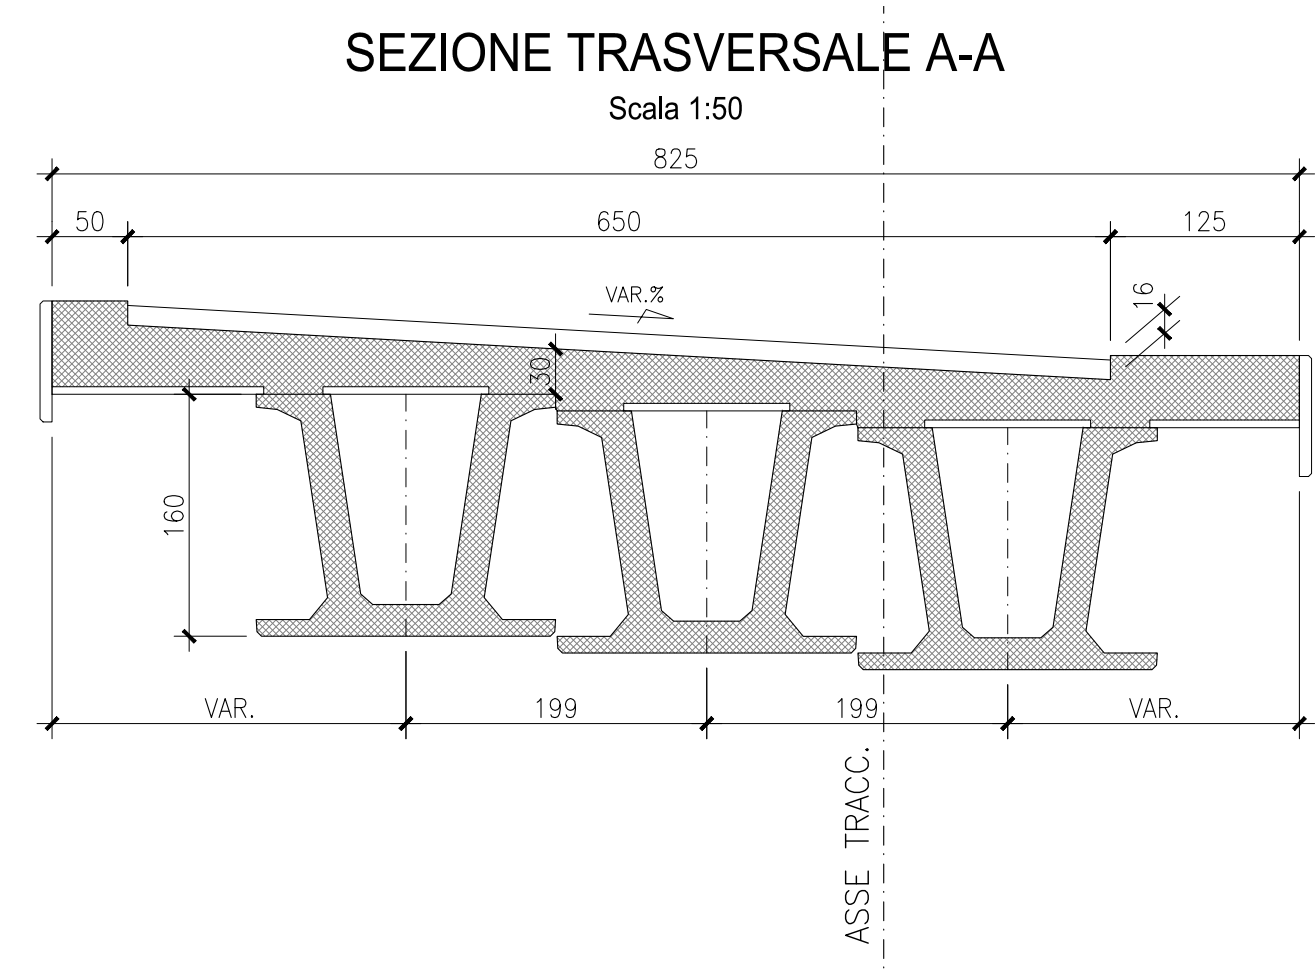 SEZIONE TRASVERSALE A-A
Scala 1:50
825
50 650 125
VAR.%
16
30
160
VAR. 199 199 VAR.
ASSE TRACC.